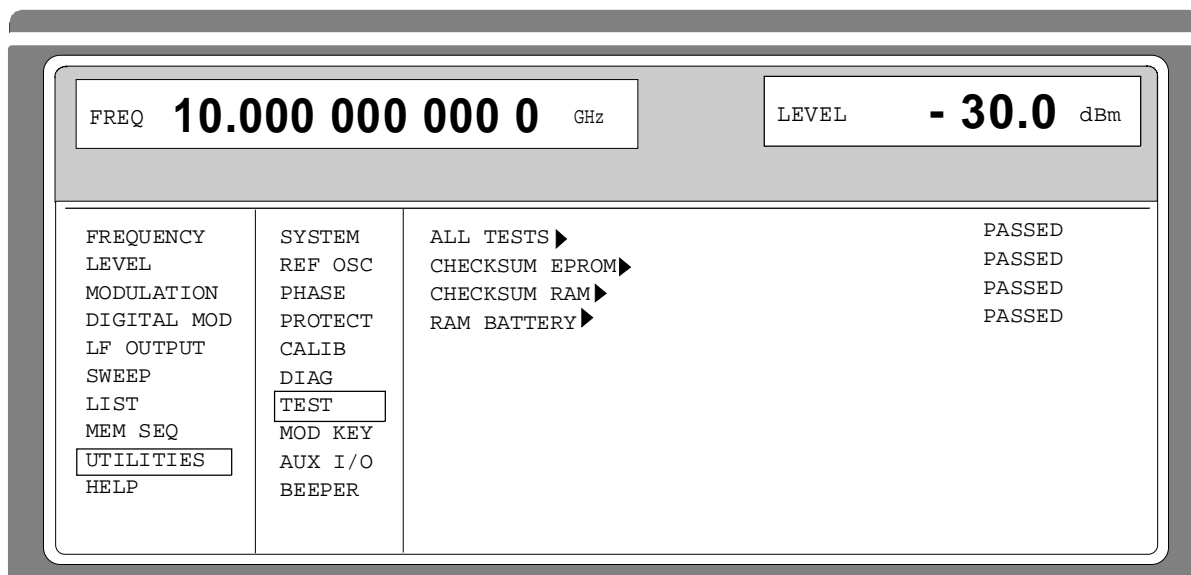 FREQ 10.000 000 000 0 GHz
LEVEL - 30.0 dBm
FREQUENCY
LEVEL
MODULATION
DIGITAL MOD
LF OUTPUT
SWEEP
LIST
MEM SEQ
UTILITIES
HELP
SYSTEM
REF OSC
PHASE
PROTECT
CALIB
DIAG
TEST
MOD KEY
AUX I/O
BEEPER
ALL TESTS PASSED
CHECKSUM EPROM PASSED
CHECKSUM RAM PASSED
RAM BATTERY PASSED